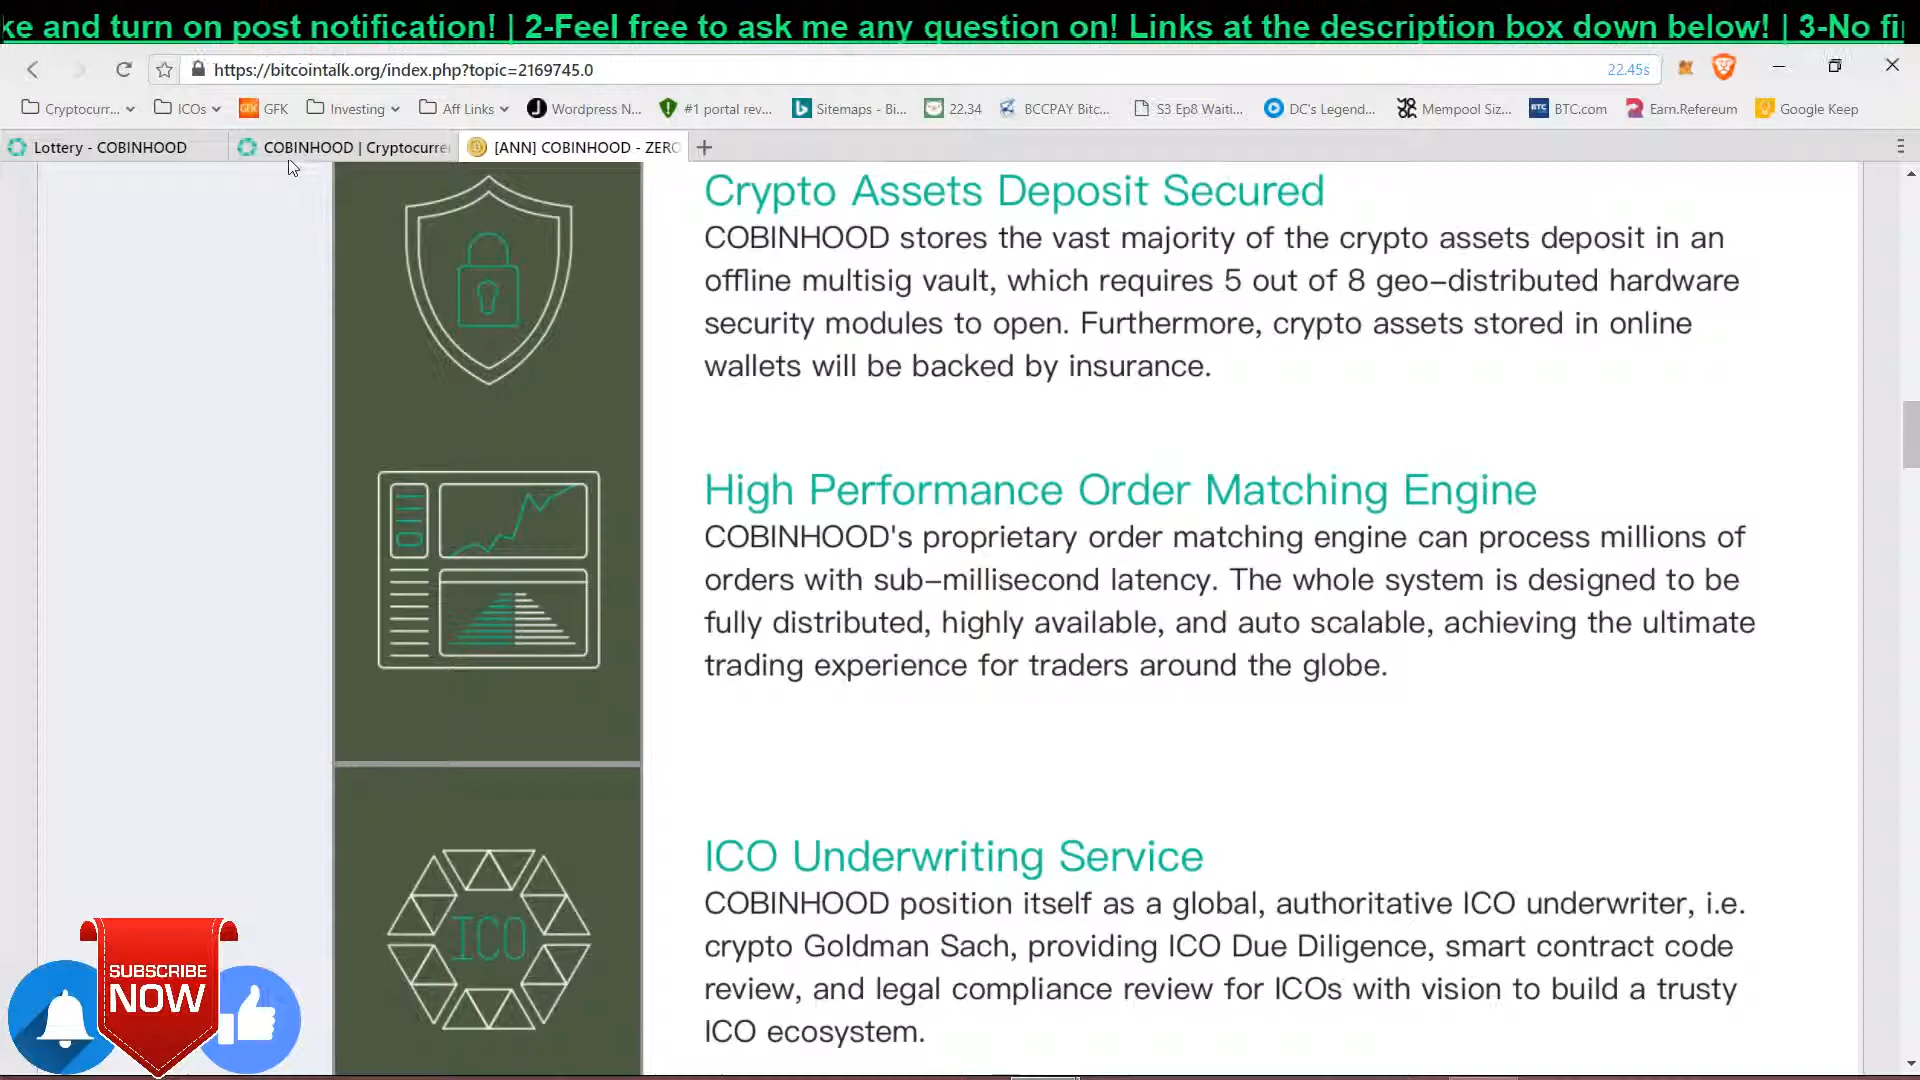 ke and turn on post notification! | 2-Feel free to ask me any question on! Links at the description box down below! | 3-No fi
https://bitcointalk.org/index.php?topic=2169745.0
22.45s
Cryptocurr...
ICOs
GFK
GFK
Investing
Aff Links
Wordpress N...
#1 portal rev...
Sitemaps - Bi...
22.34
BCCPAY Bitc...
S3 Ep8 Waiti...
DC's Legend...
Mempool Siz...
BTC
BTC.com
Earn.Refereum
Google Keep
Lottery - COBINHOOD
COBINHOOD | Cryptocurre
[ANN] COBINHOOD - ZERO
Crypto Assets Deposit Secured
COBINHOOD stores the vast majority of the crypto assets deposit in an
offline multisig vault, which requires 5 out of 8 geo-distributed hardware
security modules to open. Furthermore, crypto assets stored in online
wallets will be backed by insurance.
High Performance Order Matching Engine
COBINHOOD's proprietary order matching engine can process millions of
orders with sub-millisecond latency. The whole system is designed to be
fully distributed, highly available, and auto scalable, achieving the ultimate
trading experience for traders around the globe.
ICO
ICO Underwriting Service
COBINHOOD position itself as a global, authoritative ICO underwriter, i.e.
crypto Goldman Sach, providing ICO Due Diligence, smart contract code
review, and legal compliance review for ICOs with vision to build a trusty
ICO ecosystem.
SUBSCRIBE
NOW